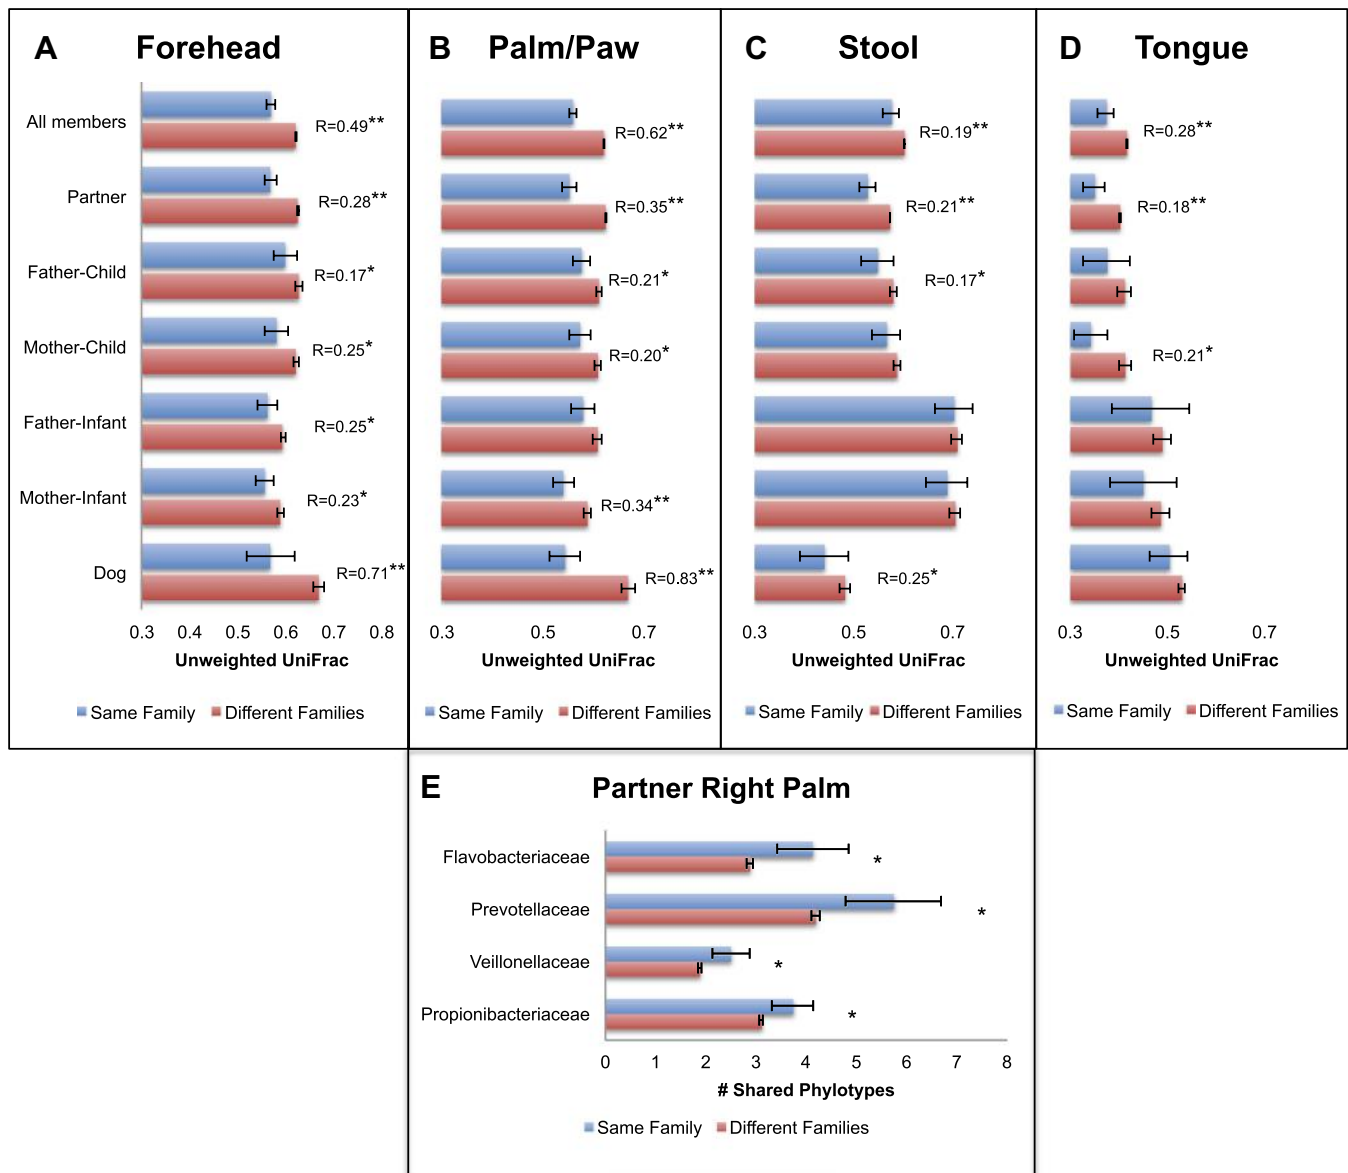 A Forehead
All members
R=0.49**
Partner
R=0.28**
Father-Child
R=0.17*
Mother-Child
R=0.25*
Father-Infant
R=0.25*
Mother-Infant
R=0.23*
Dog
R=0.71**
0.3 0.4 0.5 0.6 0.7 0.8
Unweighted UniFrac
Same Family Different Families
B Palm/Paw
R=0.62**
R=0.35**
R=0.21*
R=0.20*
R=0.34**
R=0.83**
0.3 0.5 0.7
Unweighted UniFrac
Same Family Different Families
C Stool
R=0.19**
R=0.21**
R=0.17*
R=0.25*
0.3 0.5 0.7
Unweighted UniFrac
Same Family Different Families
D Tongue
R=0.28**
R=0.18**
R=0.21*
0.3 0.5 0.7
Unweighted UniFrac
Same Family Different Families
E Partner Right Palm
Flavobacteriaceae *
Prevotellaceae *
Veillonellaceae *
Propionibacteriaceae *
0 1 2 3 4 5 6 7 8
# Shared Phylotypes
Same Family Different Families